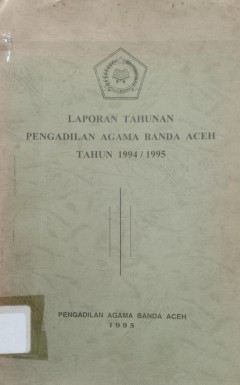 LAPORAN TAHUNAN
PENGADILAN AGAMA BANDA ACEH
TAHUN 1994 / 1995
PENGADILAN AGAMA BANDA ACEH
1995